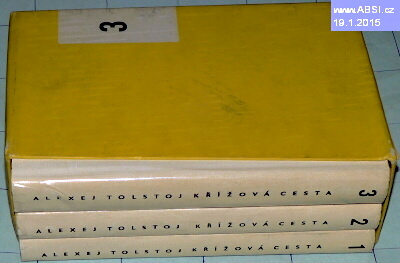 www.ABSI.cz
19.1.2015
3
ALEXEJ TOLSTOJ KŘÍŽOVÁ CESTA 3
ALEXEJ TOLSTOJ KŘÍŽOVÁ CESTA 2
ALEXEJ TOLSTOJ KŘÍŽOVÁ CESTA 1